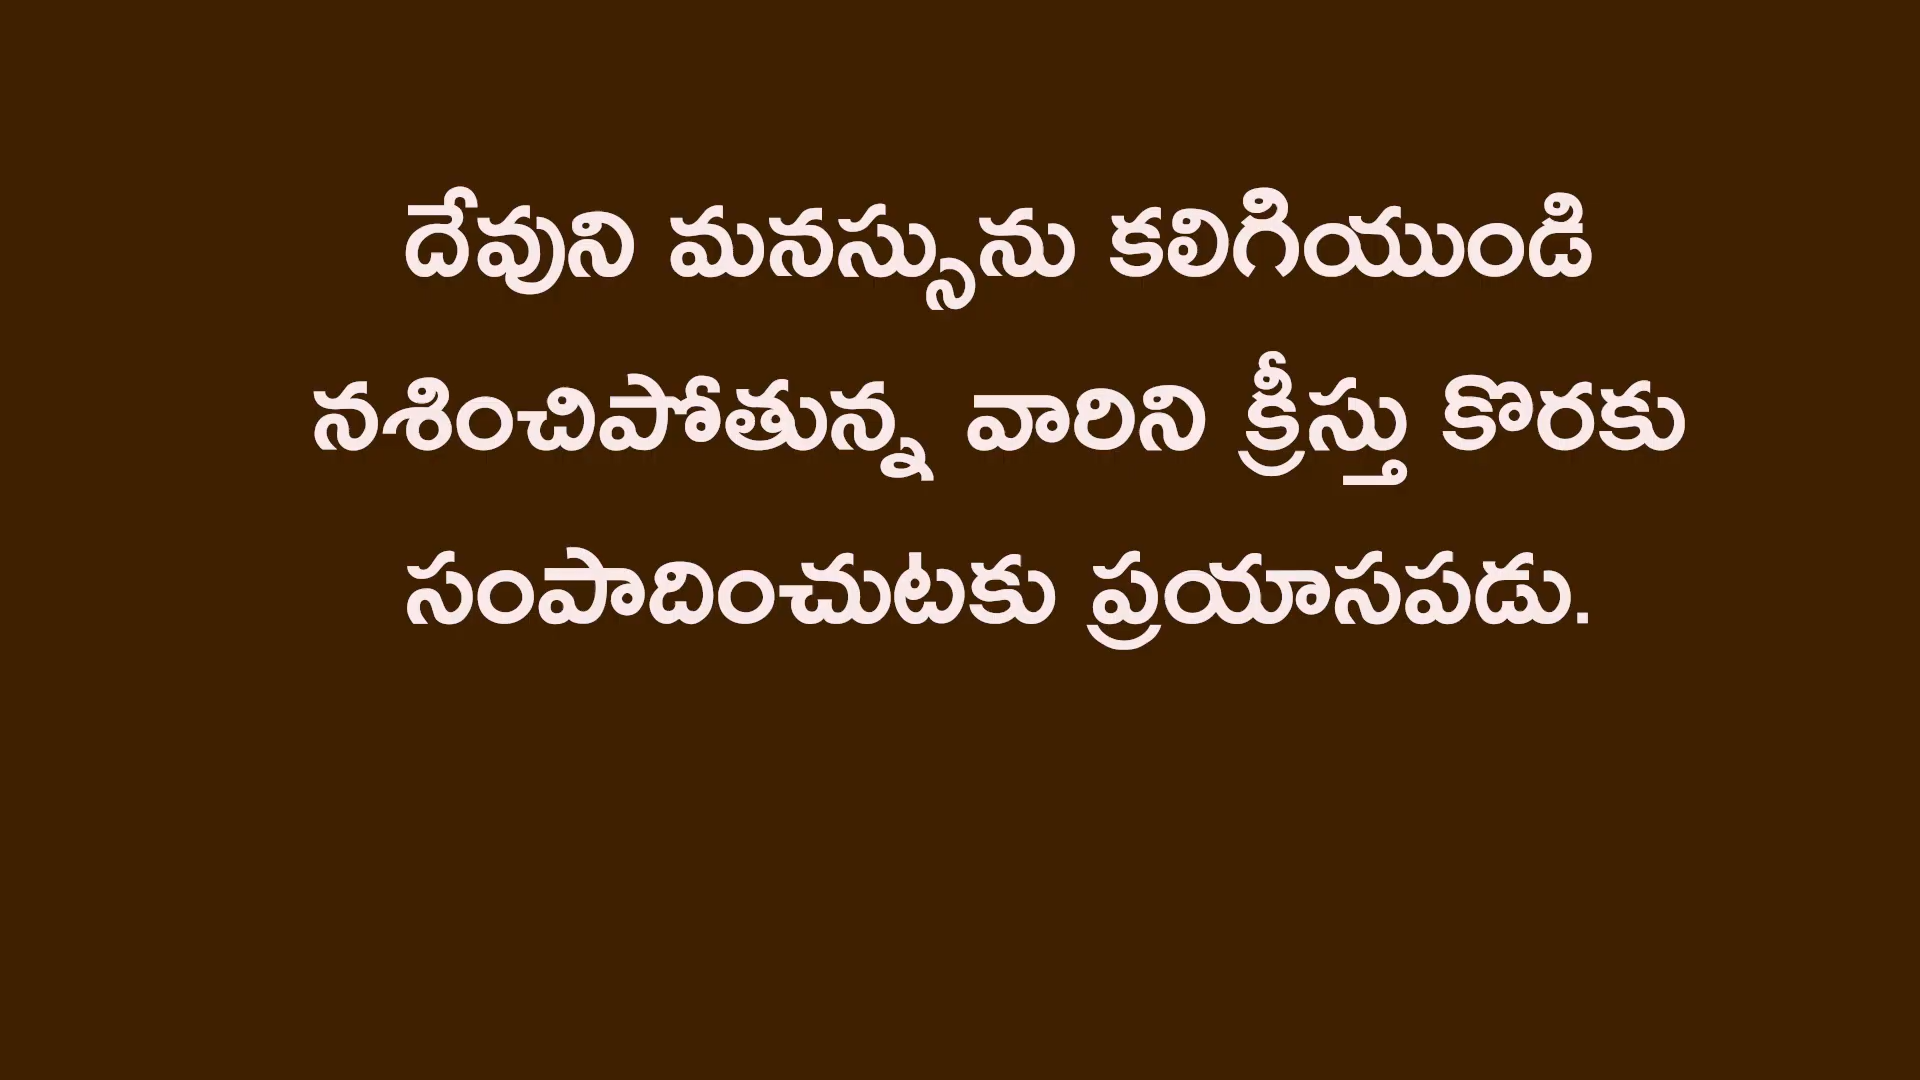 దేవుని మనస్సును కలిగియుండి
నశించిపోతున్న వారిని క్రీస్తు కొరకు
సంపాదించుటకు ప్రయాసపడు.